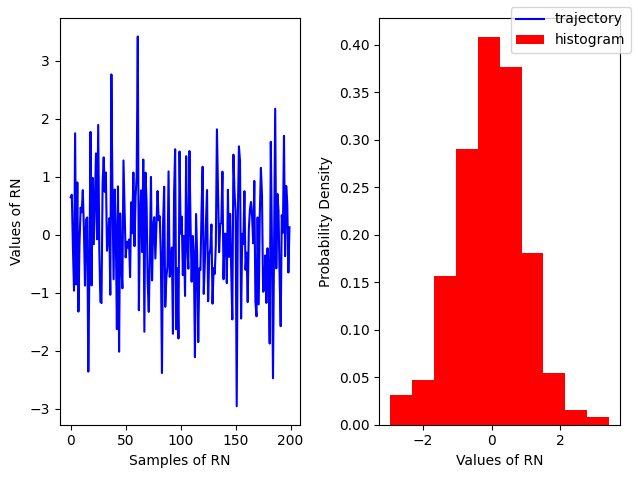 trajectory
histogram
3
2
1
0
−1
−2
−3
Values of RN
0 50 100 150 200
Samples of RN
0.40
0.35
0.30
0.25
0.20
0.15
0.10
0.05
0.00
Probability Density
−2 0 2
Values of RN